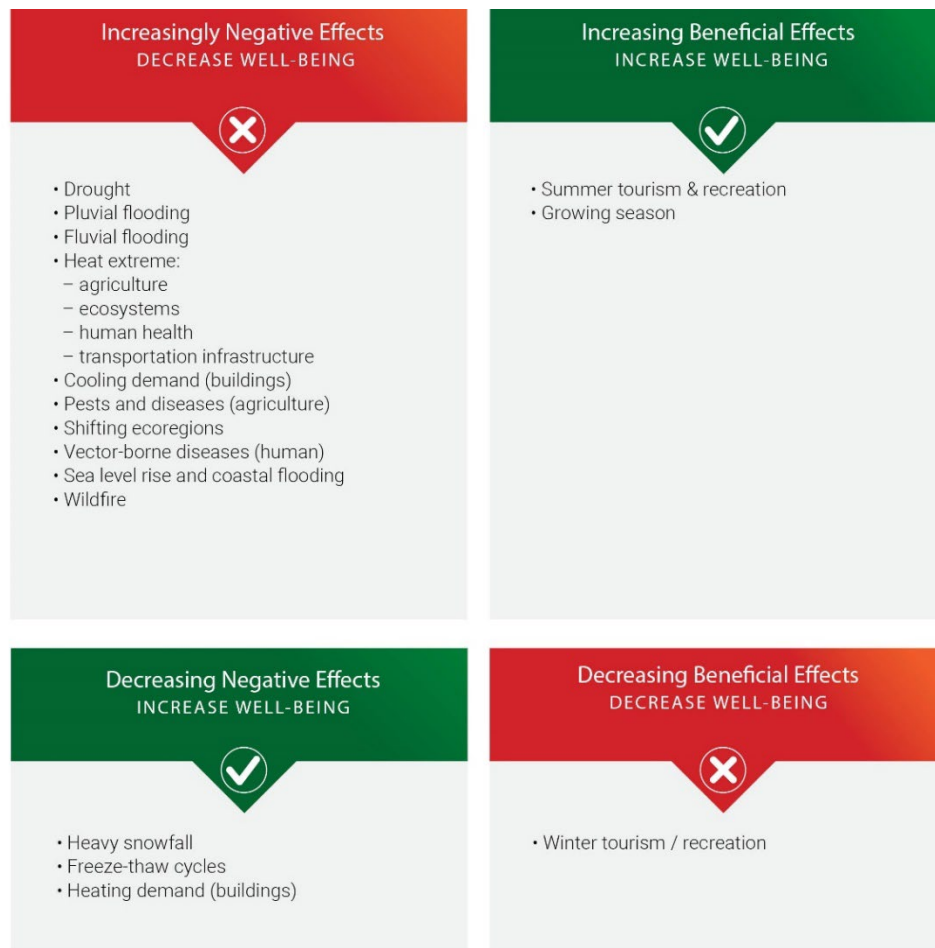 Increasingly Negative Effects
DECREASE WELL-BEING
• Drought
• Pluvial flooding
• Fluvial flooding
• Heat extreme:
– agriculture
– ecosystems
– human health
– transportation infrastructure
• Cooling demand (buildings)
• Pests and diseases (agriculture)
• Shifting ecoregions
• Vector-borne diseases (human)
• Sea level rise and coastal flooding
• Wildfire
Increasing Beneficial Effects
INCREASE WELL-BEING
• Summer tourism & recreation
• Growing season
Decreasing Negative Effects
INCREASE WELL-BEING
• Heavy snowfall
• Freeze-thaw cycles
• Heating demand (buildings)
Decreasing Beneficial Effects
DECREASE WELL-BEING
• Winter tourism / recreation